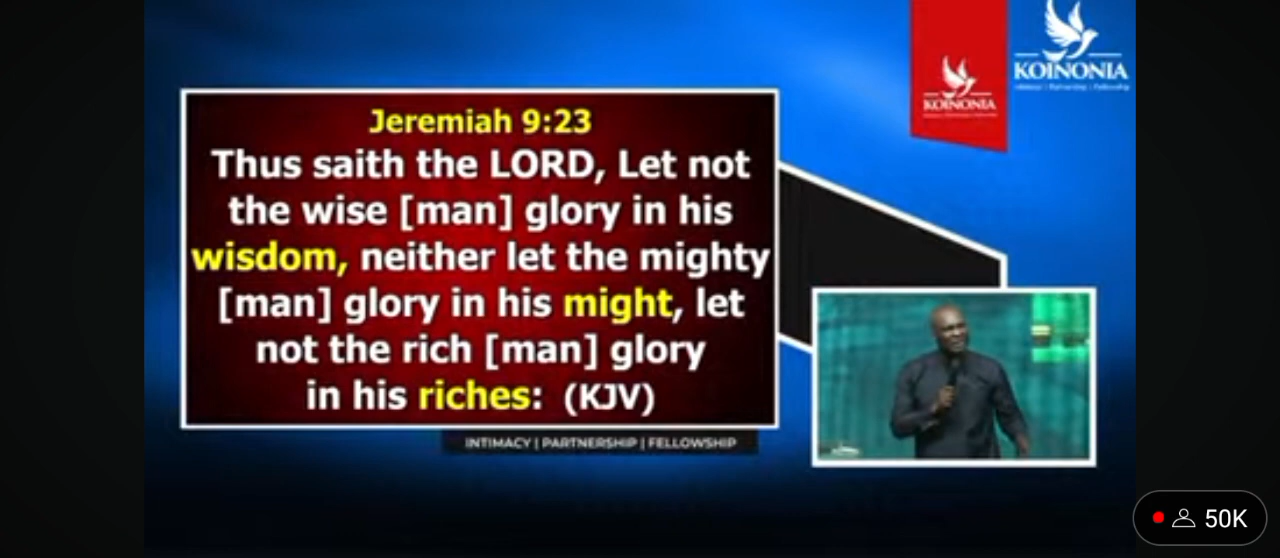 Jeremiah 9:23
Thus saith the LORD, Let not
the wise [man] glory in his
wisdom, neither let the mighty
[man] glory in his might, let
not the rich [man] glory
in his riches: (KJV)
INTIMACY | PARTNERSHIP | FELLOWSHIP
KOINONIA
KOINONIA
50K